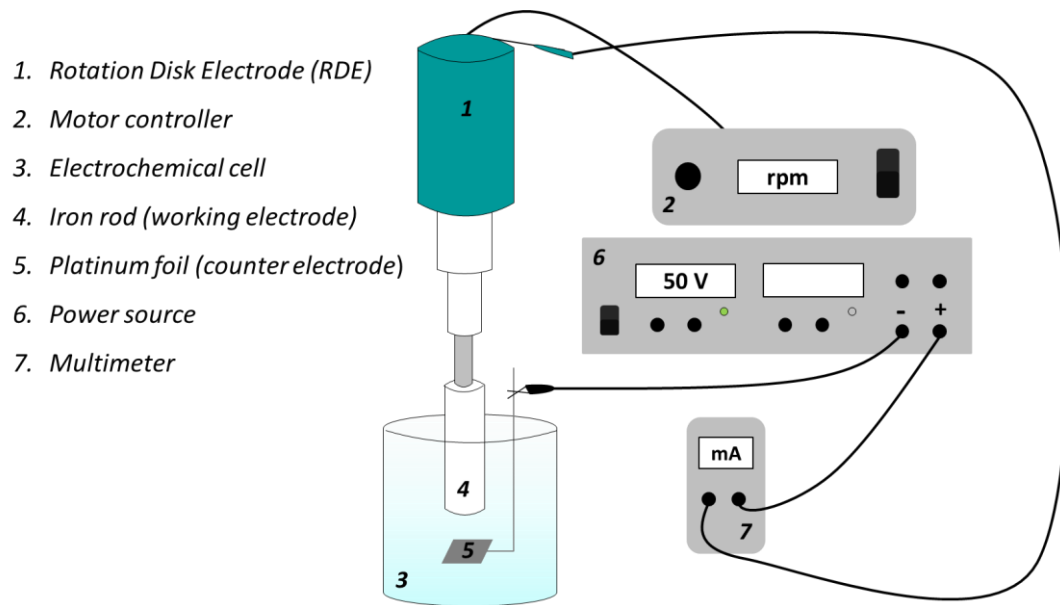 1. Rotation Disk Electrode (RDE)
2. Motor controller
3. Electrochemical cell
4. Iron rod (working electrode)
5. Platinum foil (counter electrode)
6. Power source
7. Multimeter
1
rpm
2
6
50 V
- +
mA
7
4
5
3